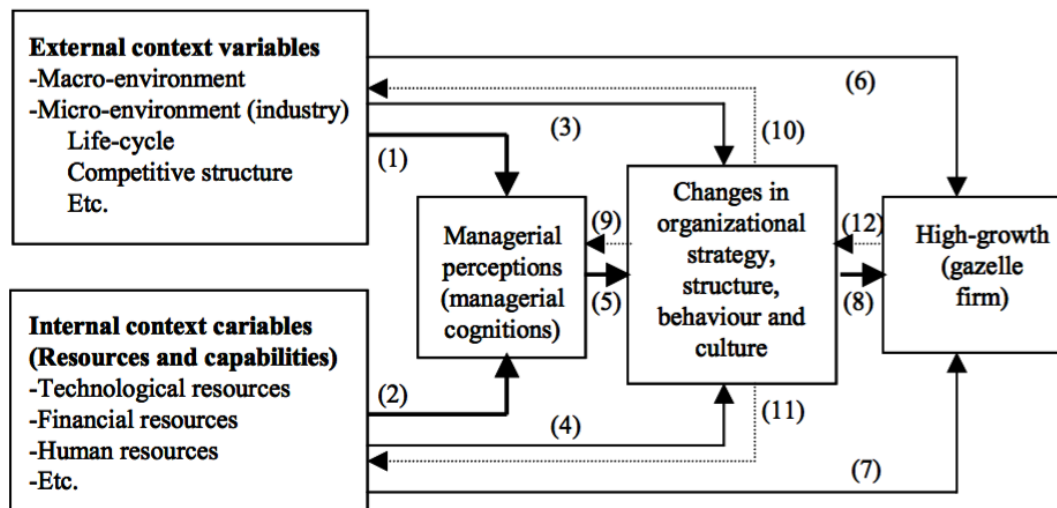 External context variables
-Macro-environment
-Micro-environment (industry)
Life-cycle
Competitive structure
Etc.
(1)
(3)
(10)
(6)
Managerial
perceptions
(managerial
cognitions)
(9)
(5)
Changes in
organizational
strategy,
structure,
behaviour and
culture
(12)
(8)
High-growth
(gazelle
firm)
Internal context cariables
(Resources and capabilities)
-Technological resources
-Financial resources
-Human resources
-Etc.
(2)
(4)
(11)
(7)